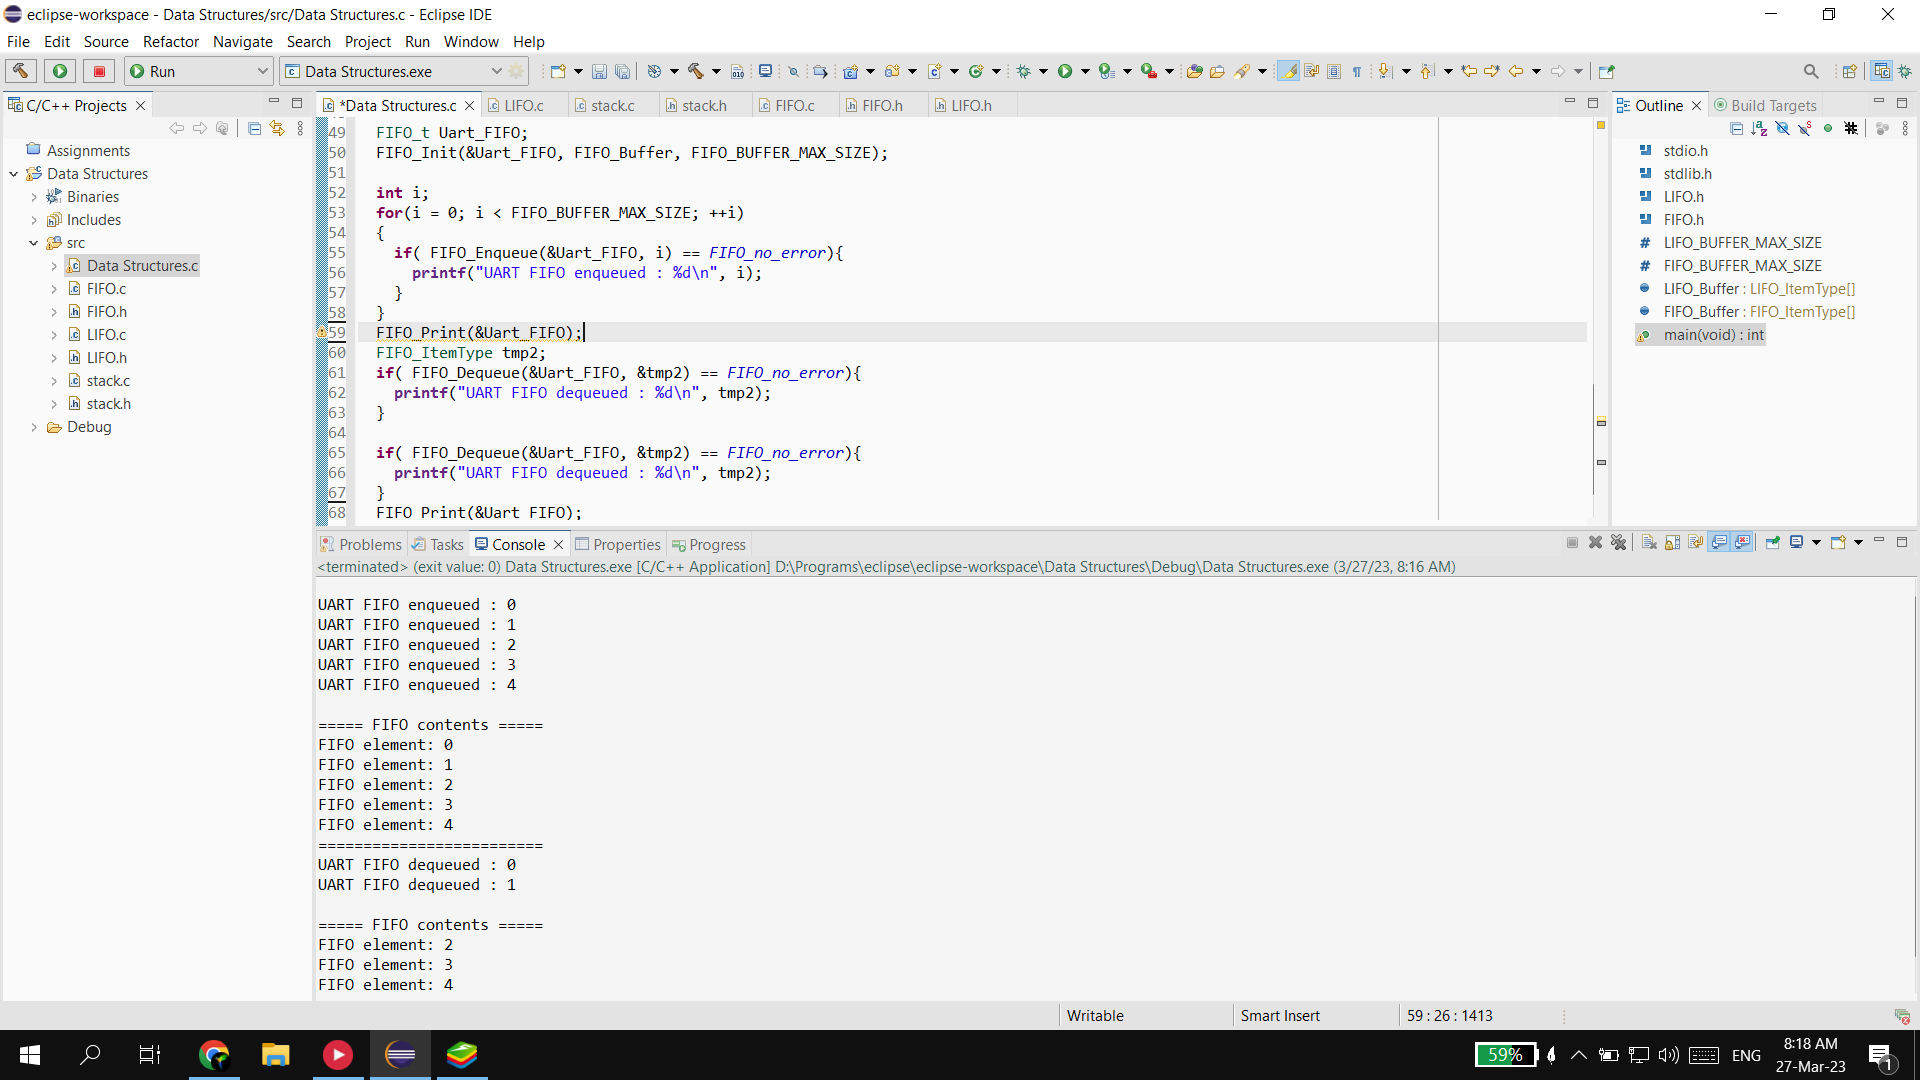 eclipse-workspace - Data Structures/src/Data Structures.c - Eclipse IDE
File Edit Source Refactor Navigate Search Project Run Window Help
Run Data Structures.exe
C/C++ Projects
Assignments
Data Structures
Binaries
Includes
src
Data Structures.c
FIFO.c
FIFO.h
LIFO.c
LIFO.h
stack.c
stack.h
Debug
*Data Structures.c LIFO.c stack.c stack.h FIFO.c FIFO.h LIFO.h
49 FIFO_t Uart_FIFO;
50 FIFO_Init(&Uart_FIFO, FIFO_Buffer, FIFO_BUFFER_MAX_SIZE);
51
52 int i;
53 for(i = 0; i < FIFO_BUFFER_MAX_SIZE; ++i)
54 {
55 if( FIFO_Enqueue(&Uart_FIFO, i) == FIFO_no_error){
56 printf("UART FIFO enqueued : %d\n", i);
57 }
58 }
59 FIFO_Print(&Uart_FIFO);
60 FIFO_ItemType tmp2;
61 if( FIFO_Dequeue(&Uart_FIFO, &tmp2) == FIFO_no_error){
62 printf("UART FIFO dequeued : %d\n", tmp2);
63 }
64
65 if( FIFO_Dequeue(&Uart_FIFO, &tmp2) == FIFO_no_error){
66 printf("UART FIFO dequeued : %d\n", tmp2);
67 }
68 FIFO Print(&Uart FIFO);
Outline Build Targets
stdio.h
stdlib.h
LIFO.h
FIFO.h
LIFO_BUFFER_MAX_SIZE
FIFO_BUFFER_MAX_SIZE
LIFO_Buffer : LIFO_ItemType[]
FIFO_Buffer : FIFO_ItemType[]
main(void) : int
Problems Tasks Console Properties Progress
<terminated> (exit value: 0) Data Structures.exe [C/C++ Application] D:\Programs\eclipse\eclipse-workspace\Data Structures\Debug\Data Structures.exe (3/27/23, 8:16 AM)
UART FIFO enqueued : 0
UART FIFO enqueued : 1
UART FIFO enqueued : 2
UART FIFO enqueued : 3
UART FIFO enqueued : 4
===== FIFO contents =====
FIFO element: 0
FIFO element: 1
FIFO element: 2
FIFO element: 3
FIFO element: 4
=========================
UART FIFO dequeued : 0
UART FIFO dequeued : 1
===== FIFO contents =====
FIFO element: 2
FIFO element: 3
FIFO element: 4
Writable Smart Insert 59 : 26 : 1413
59% ENG 8:18 AM
27-Mar-23 1